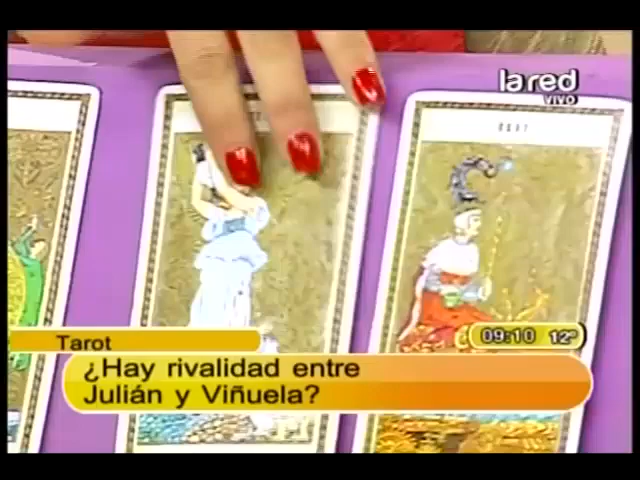 la red
VIVO
09:10 12°
Tarot
¿Hay rivalidad entre
Julián y Viñuela?